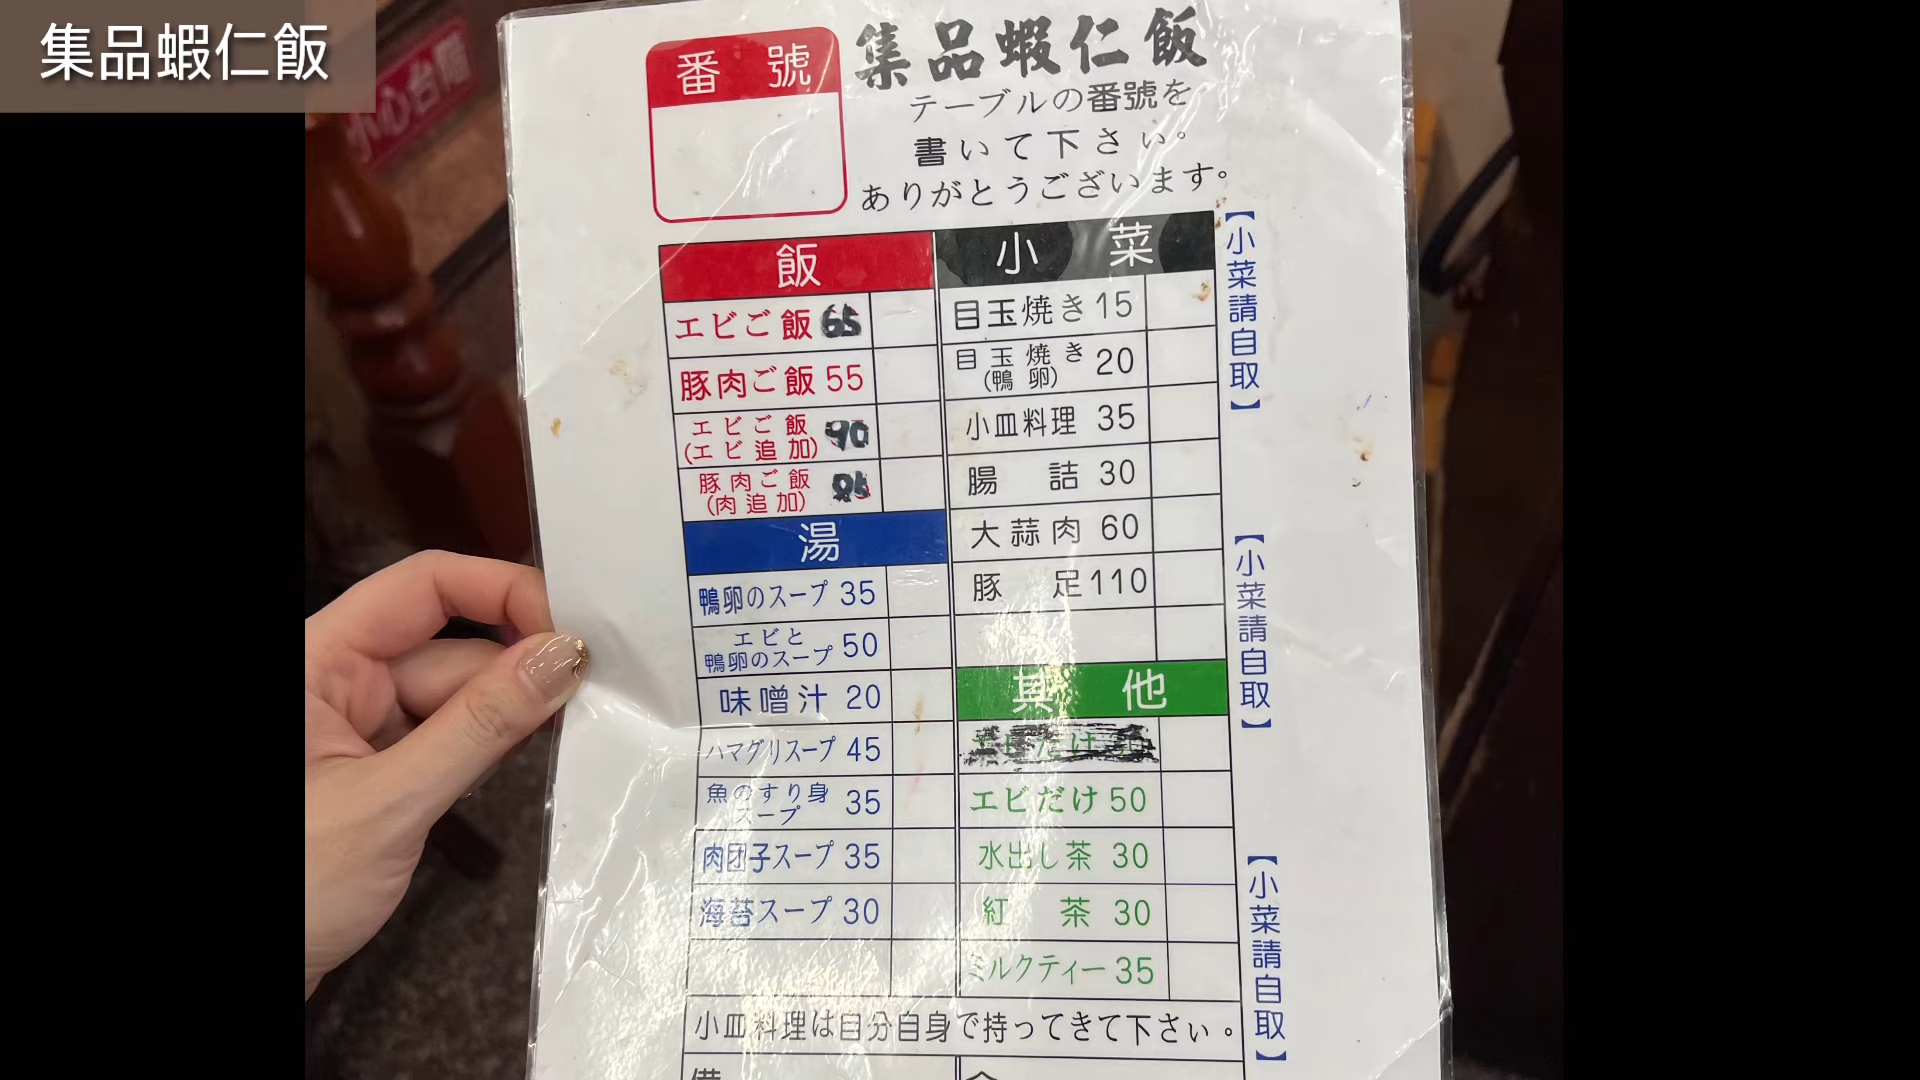 集品蝦仁飯
小心台階
番號
集品蝦仁飯
テーブルの番號を
書いて下さい。
ありがとうございます。
飯
エビご飯 65
豚肉ご飯 55
エビご飯
(エビ追加) 90
豚肉ご飯
(肉追加) 85
湯
鴨卵のスープ 35
エビと
鴨卵のスープ 50
味噌汁 20
ハマグリスープ 45
魚のすり身
スープ 35
肉団子スープ 35
海苔スープ 30
小菜
目玉焼き 15
目玉焼き
(鴨卵) 20
小皿料理 35
腸詰 30
大蒜肉 60
豚足 110
其他
エビだけ 50
水出し茶 30
紅茶 30
ミルクティー 35
小皿料理は自分自身で持ってきて下さい。
【小菜請自取】
【小菜請自取】
【小菜請自取】